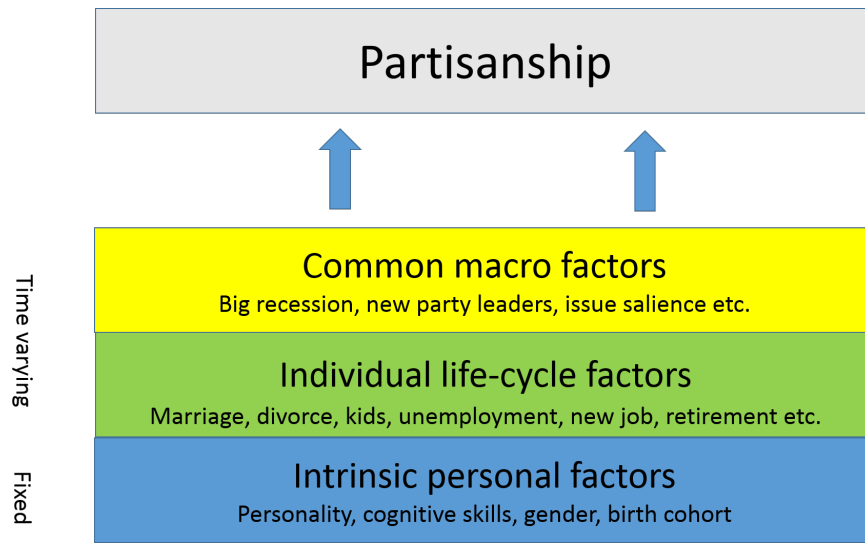 Partisanship
Common macro factors
Big recession, new party leaders, issue salience etc.
Time varying
Individual life-cycle factors
Marriage, divorce, kids, unemployment, new job, retirement etc.
Intrinsic personal factors
Personality, cognitive skills, gender, birth cohort
Fixed